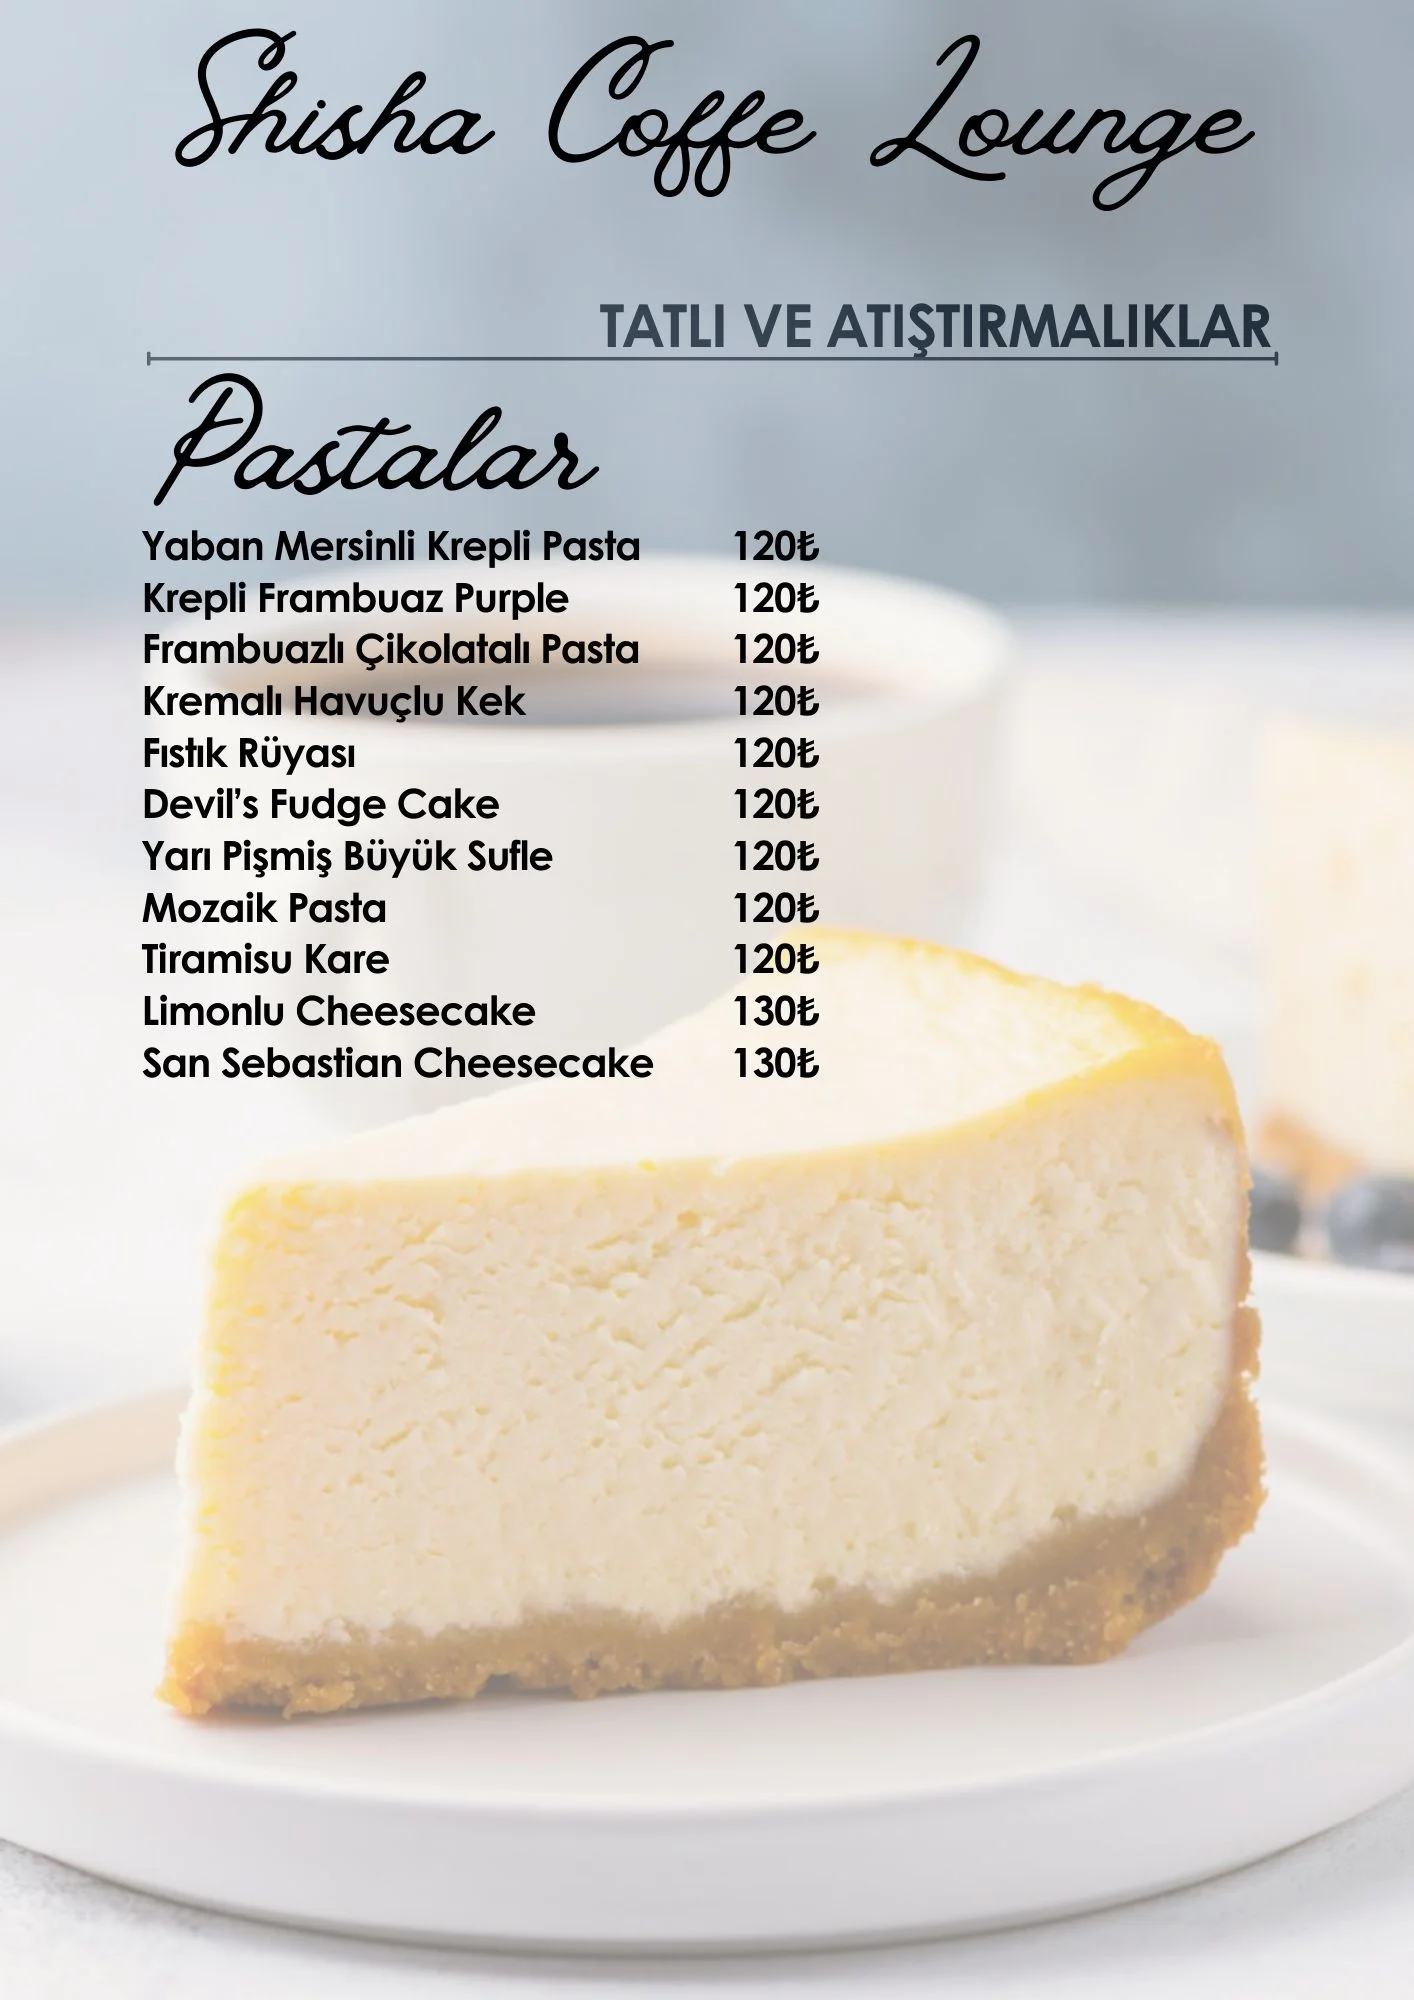 Shisha Coffe Lounge
TATLI VE ATIŞTIRMALIKLAR
Pastalar
Yaban Mersinli Krepli Pasta 120₺
Krepli Frambuaz Purple 120₺
Frambuazlı Çikolatalı Pasta 120₺
Kremalı Havuçlu Kek 120₺
Fıstık Rüyası 120₺
Devil's Fudge Cake 120₺
Yarı Pişmiş Büyük Sufle 120₺
Mozaik Pasta 120₺
Tiramisu Kare 120₺
Limonlu Cheesecake 130₺
San Sebastian Cheesecake 130₺